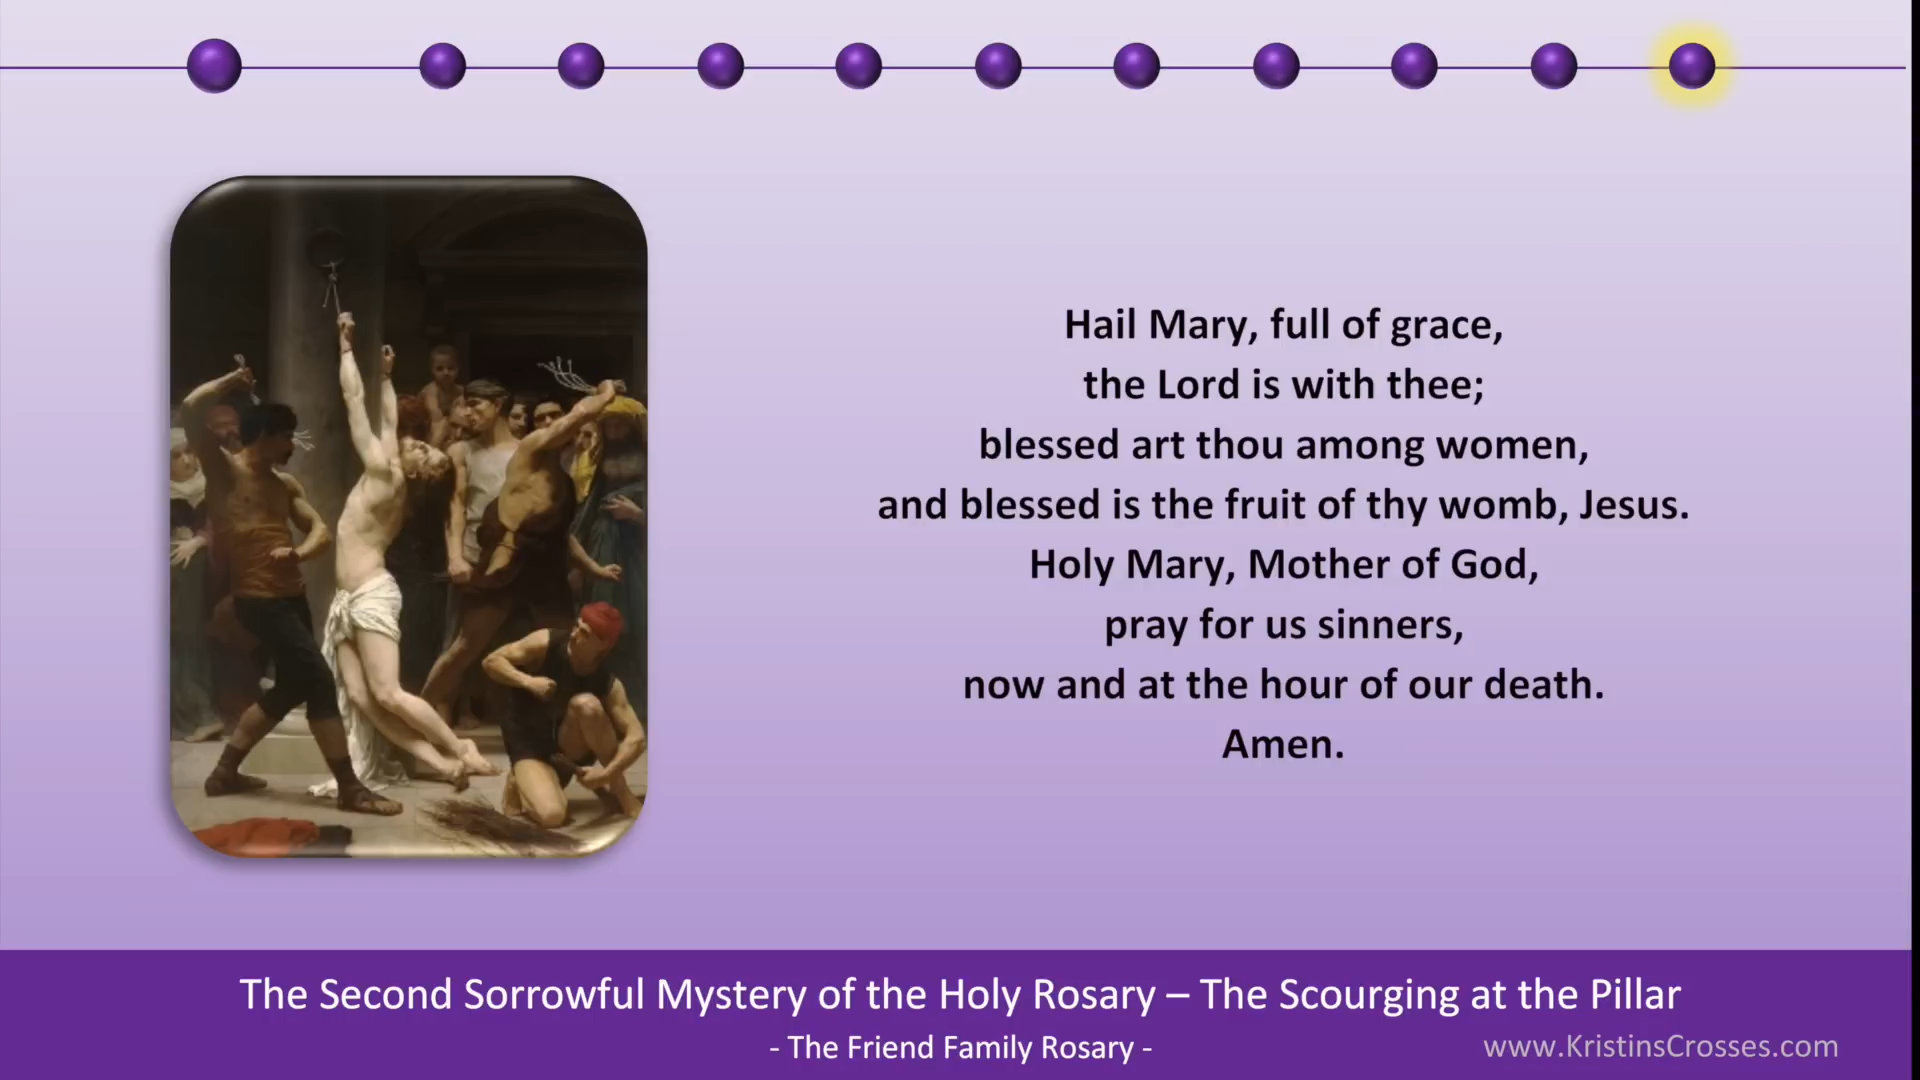 Hail Mary, full of grace,
the Lord is with thee;
blessed art thou among women,
and blessed is the fruit of thy womb, Jesus.
Holy Mary, Mother of God,
pray for us sinners,
now and at the hour of our death.
Amen.
The Second Sorrowful Mystery of the Holy Rosary – The Scourging at the Pillar
- The Friend Family Rosary -
www.KristinsCrosses.com